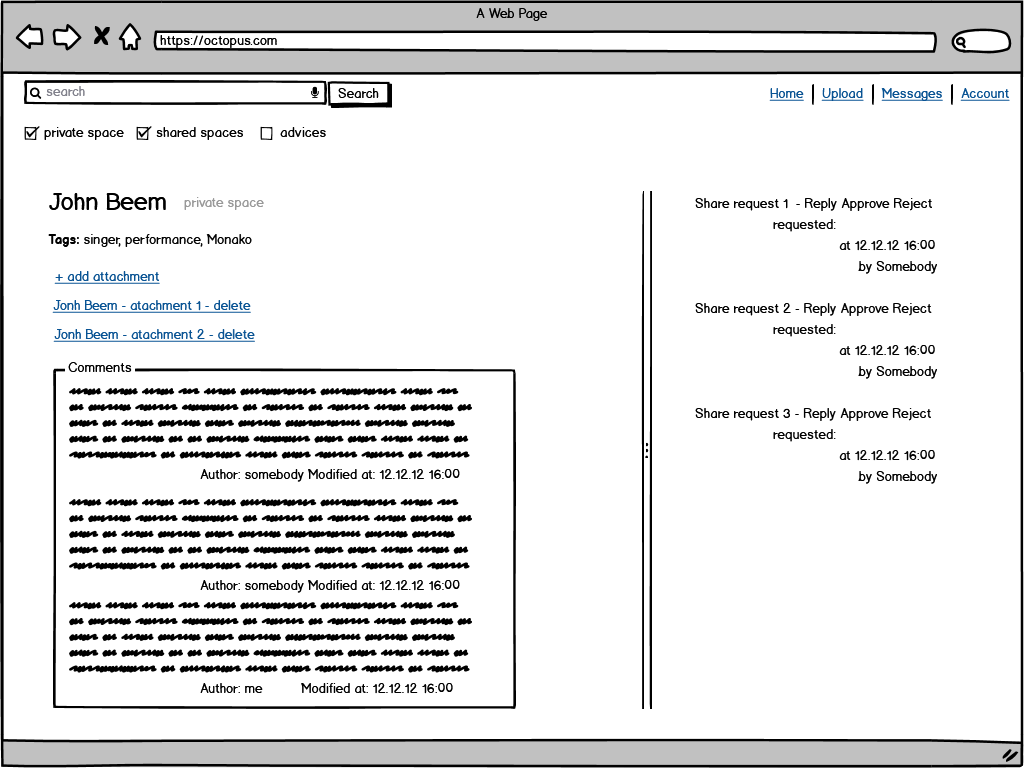 A Web Page
https://octopus.com
search
Search
Home
Upload
Messages
Account
private space
shared spaces
advices
John Beem private space
Tags: singer, performance, Monako
+ add attachment
Jonh Beem - atachment 1 - delete
Jonh Beem - atachment 2 - delete
Comments
Author: somebody Modified at: 12.12.12 16:00
Author: somebody Modified at: 12.12.12 16:00
Author: me Modified at: 12.12.12 16:00
Share request 1 - Reply Approve Reject
requested:
at 12.12.12 16:00
by Somebody
Share request 2 - Reply Approve Reject
requested:
at 12.12.12 16:00
by Somebody
Share request 3 - Reply Approve Reject
requested:
at 12.12.12 16:00
by Somebody